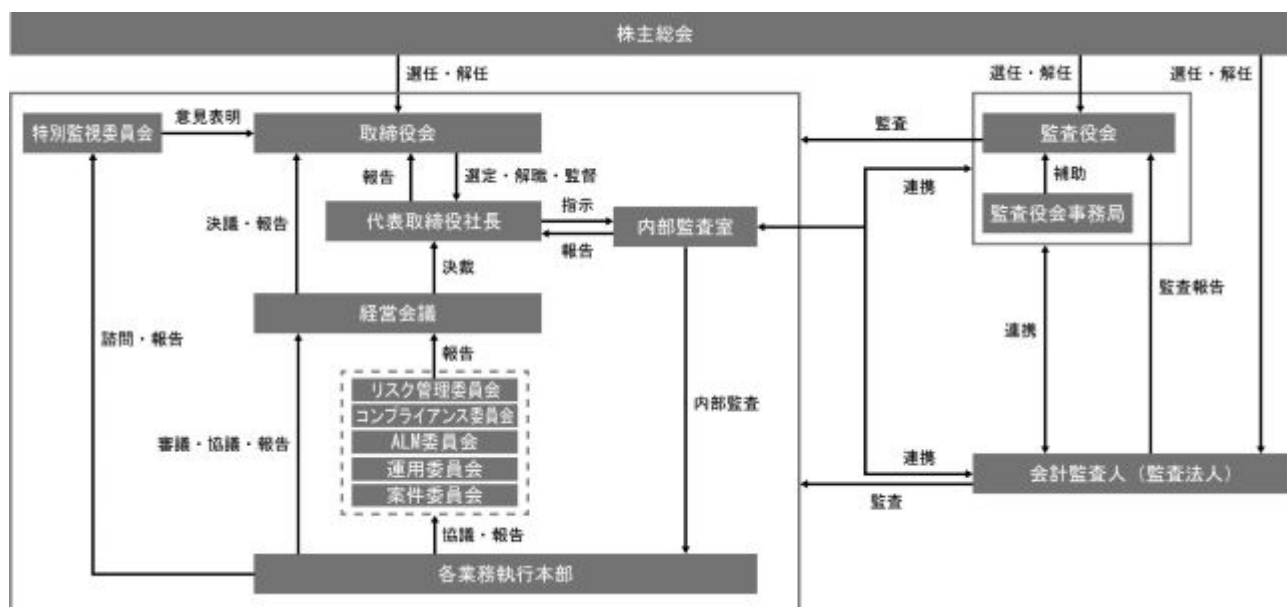 株主総会
選任・解任
選任・解任
選任・解任
特別監視委員会
意見表明
取締役会
監査
監査役会
報告
選定・解職・監督
連携
補助
決議・報告
代表取締役社長
指示
報告
内部監査室
監査役会事務局
決裁
経営会議
監査報告
諮問・報告
報告
連携
リスク管理委員会
コンプライアンス委員会
ALM委員会
運用委員会
案件委員会
内部監査
審議・協議・報告
連携
会計監査人（監査法人）
監査
協議・報告
各業務執行本部